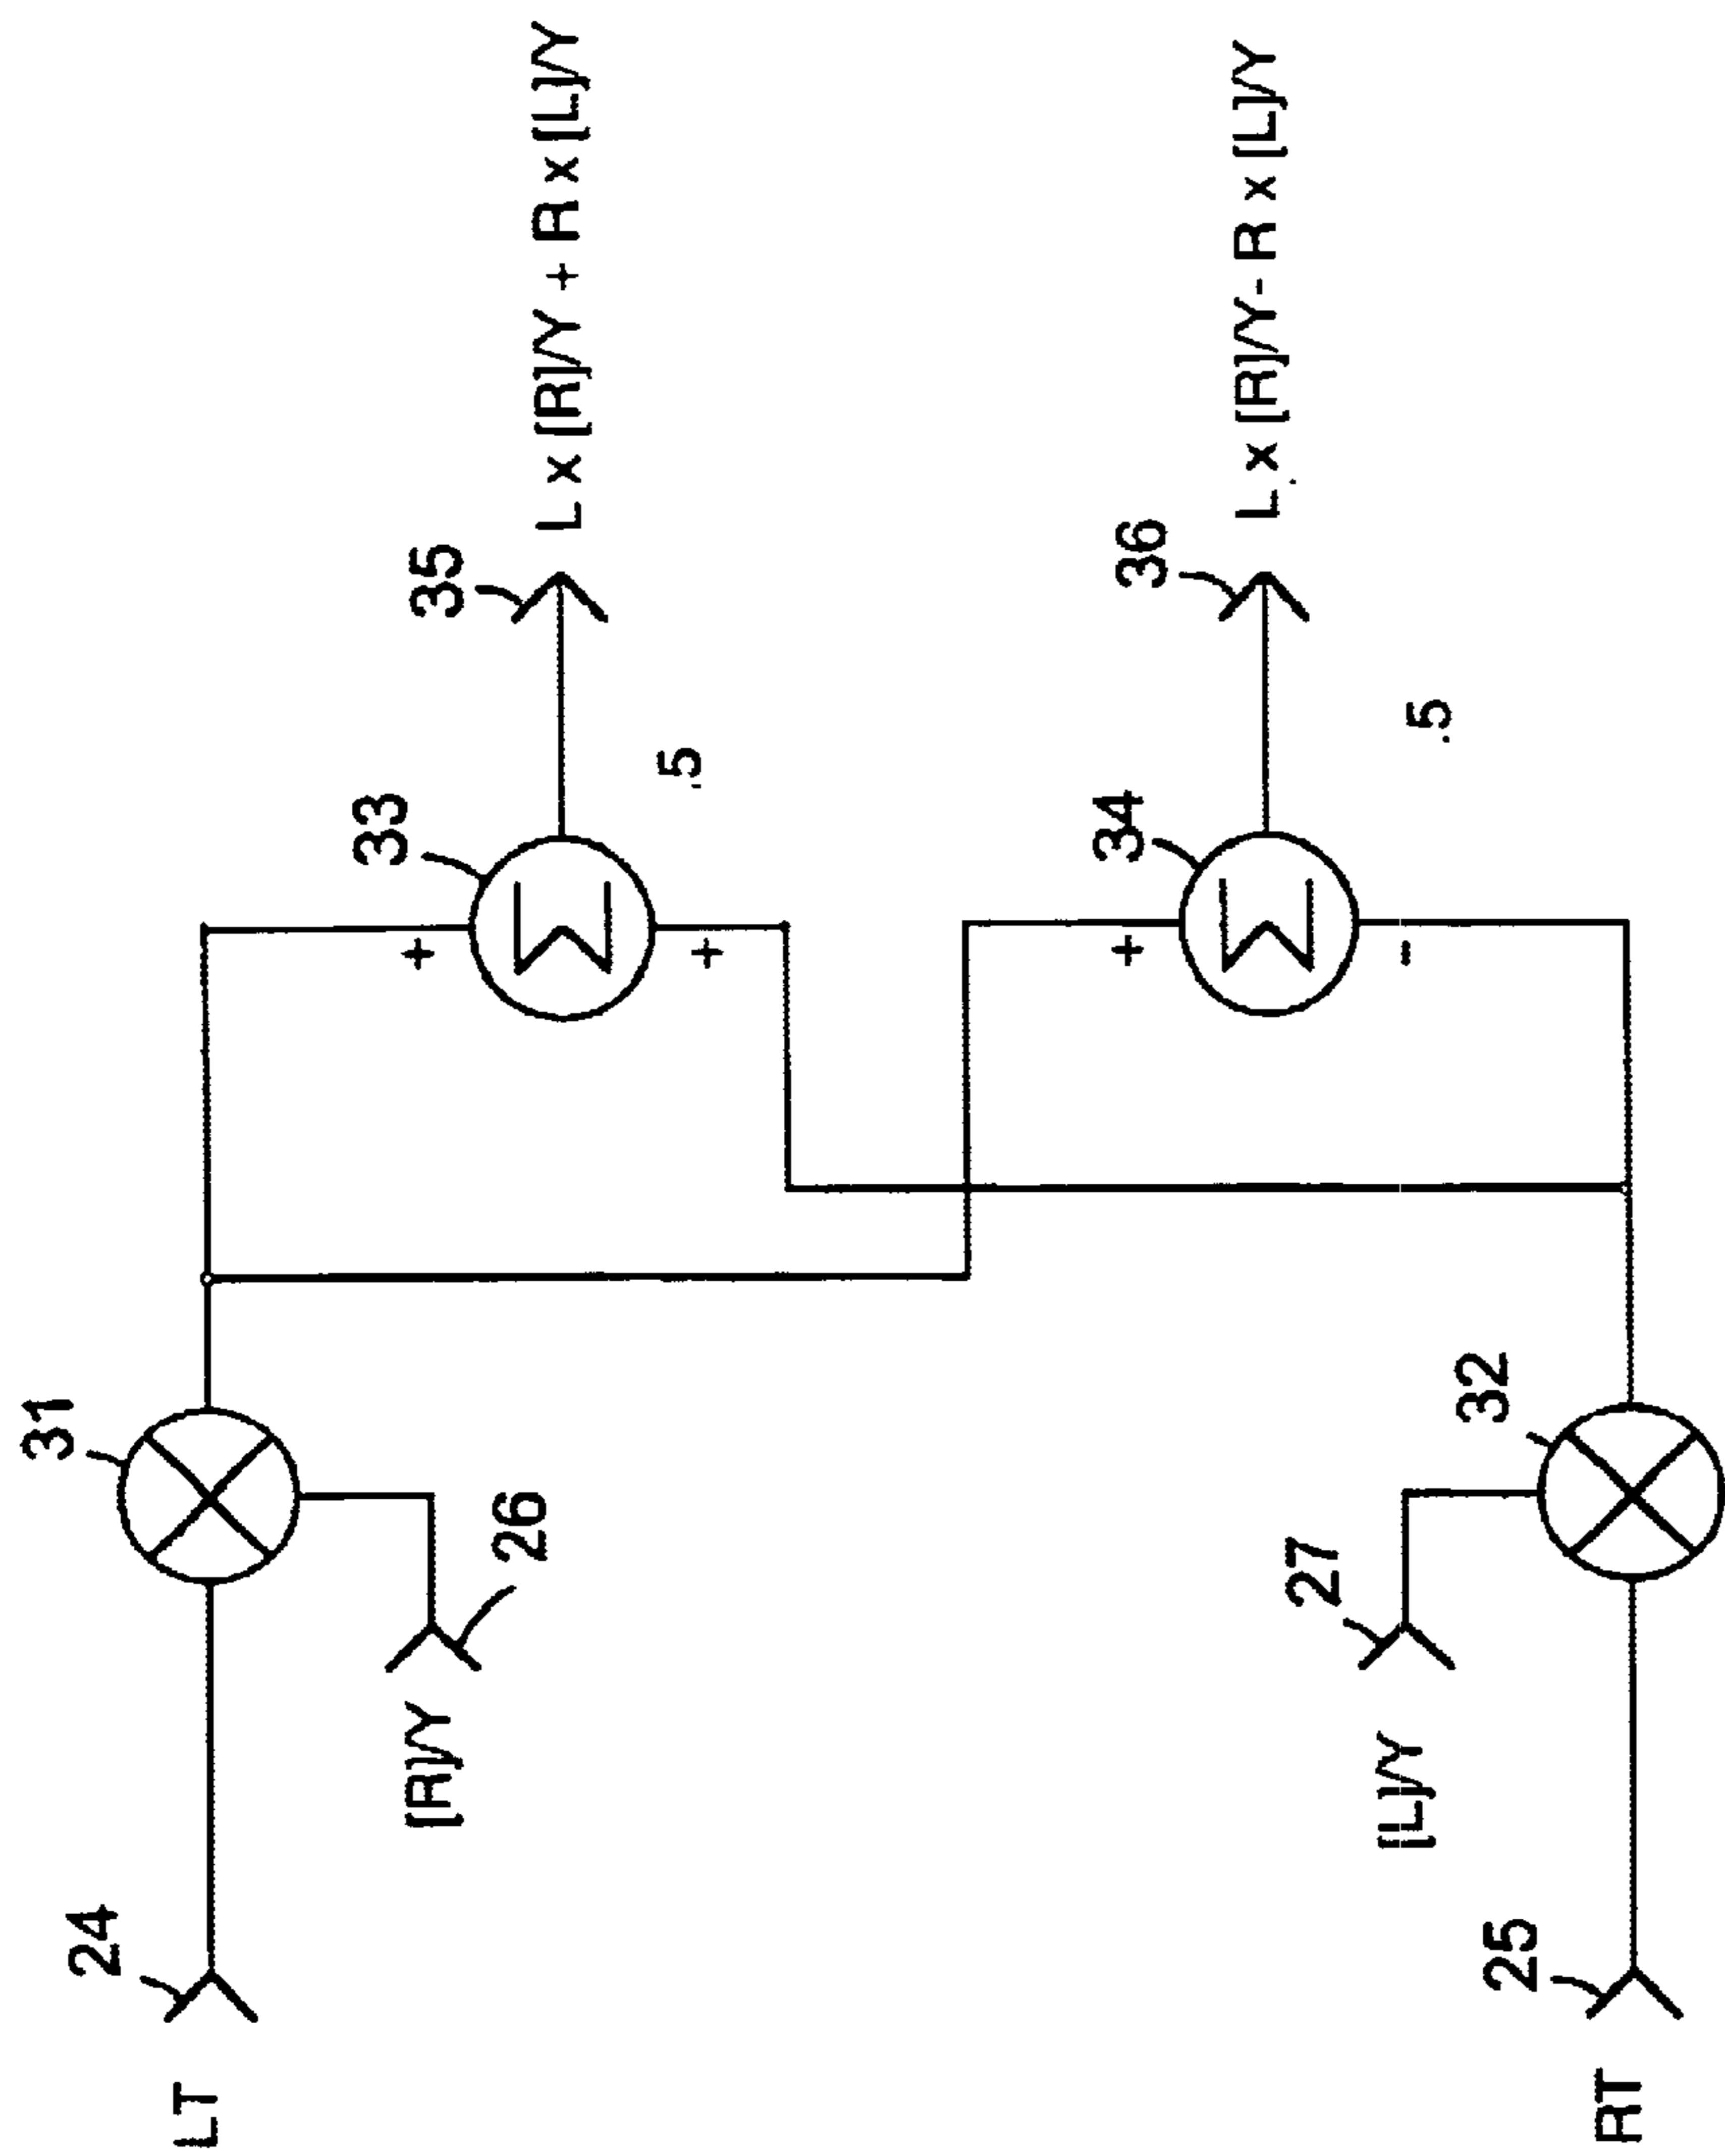 LT
24
31
[R]/Y
26
33
+
+
.5
35
L x [R]/Y + R x [L]/Y
34
+
-
.5
36
L x [R]/Y- R x [L]/Y
27
[L]/Y
32
25
RT